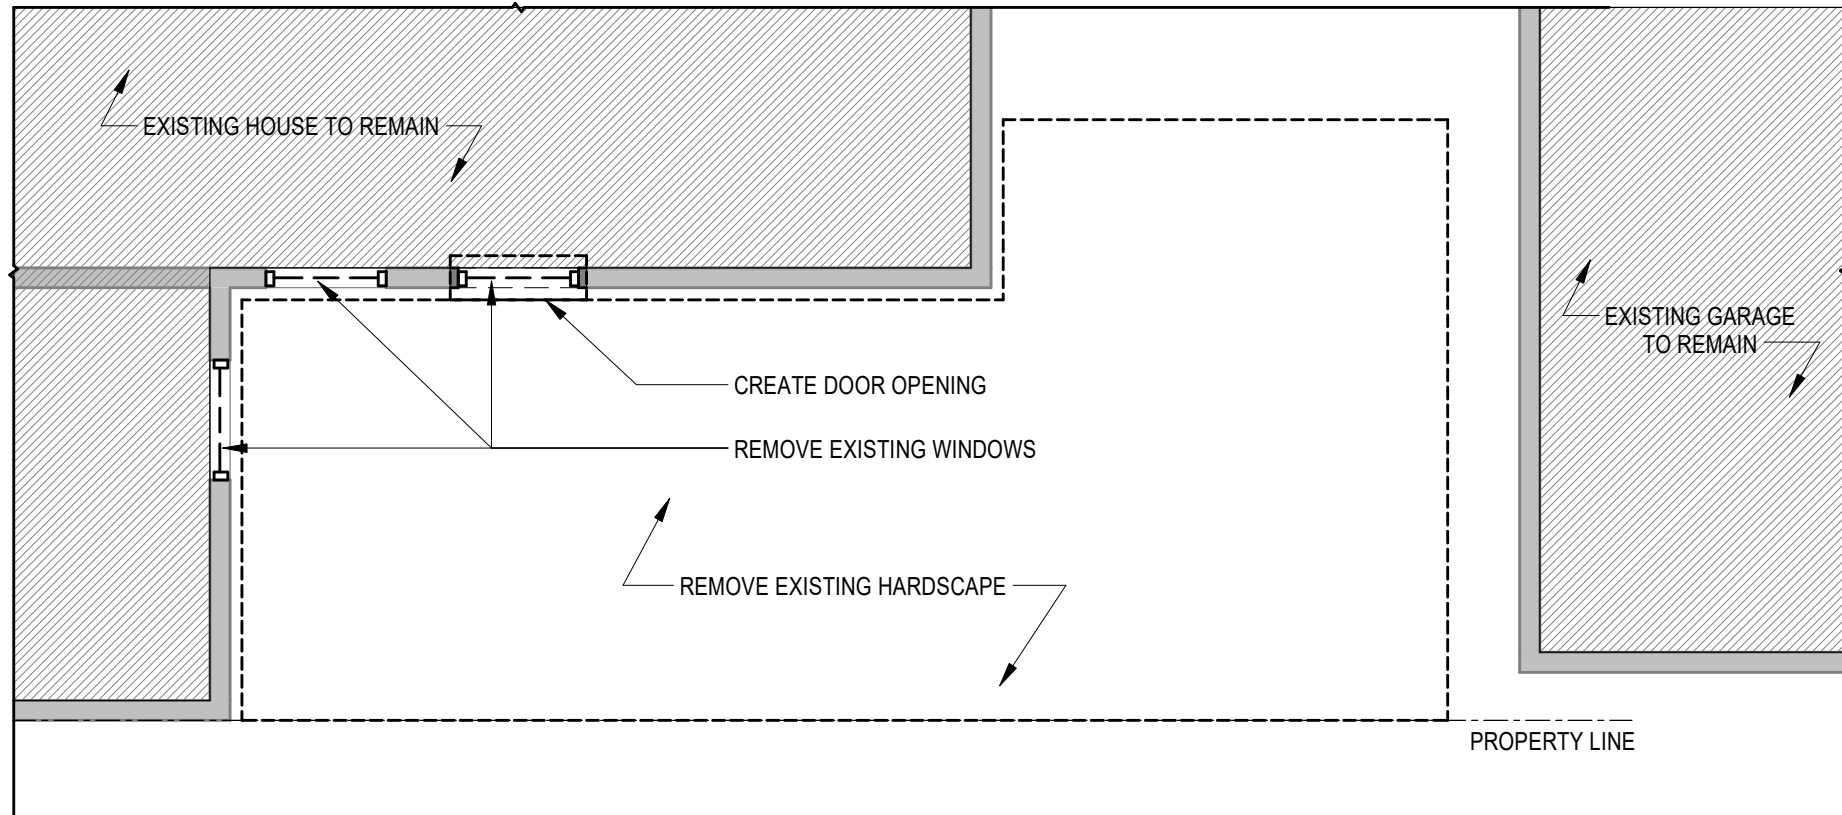 EXISTING HOUSE TO REMAIN
EXISTING GARAGE
TO REMAIN
CREATE DOOR OPENING
REMOVE EXISTING WINDOWS
REMOVE EXISTING HARDSCAPE
PROPERTY LINE